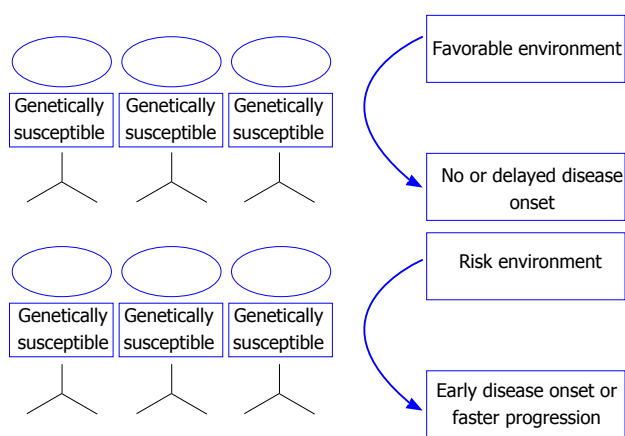 Favorable environment
Genetically
susceptible
Genetically
susceptible
Genetically
susceptible
No or delayed disease
onset
Risk environment
Genetically
susceptible
Genetically
susceptible
Genetically
susceptible
Early disease onset or
faster progression